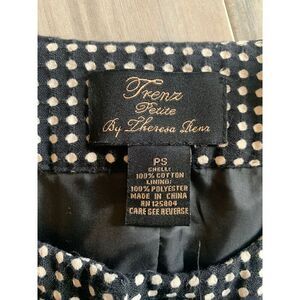 Trenz
Petite
By Theresa Renz
PS
SHELL:
100% COTTON
LINING:
100% POLYESTER
MADE IN CHINA
RN 125804
CARE SEE REVERSE